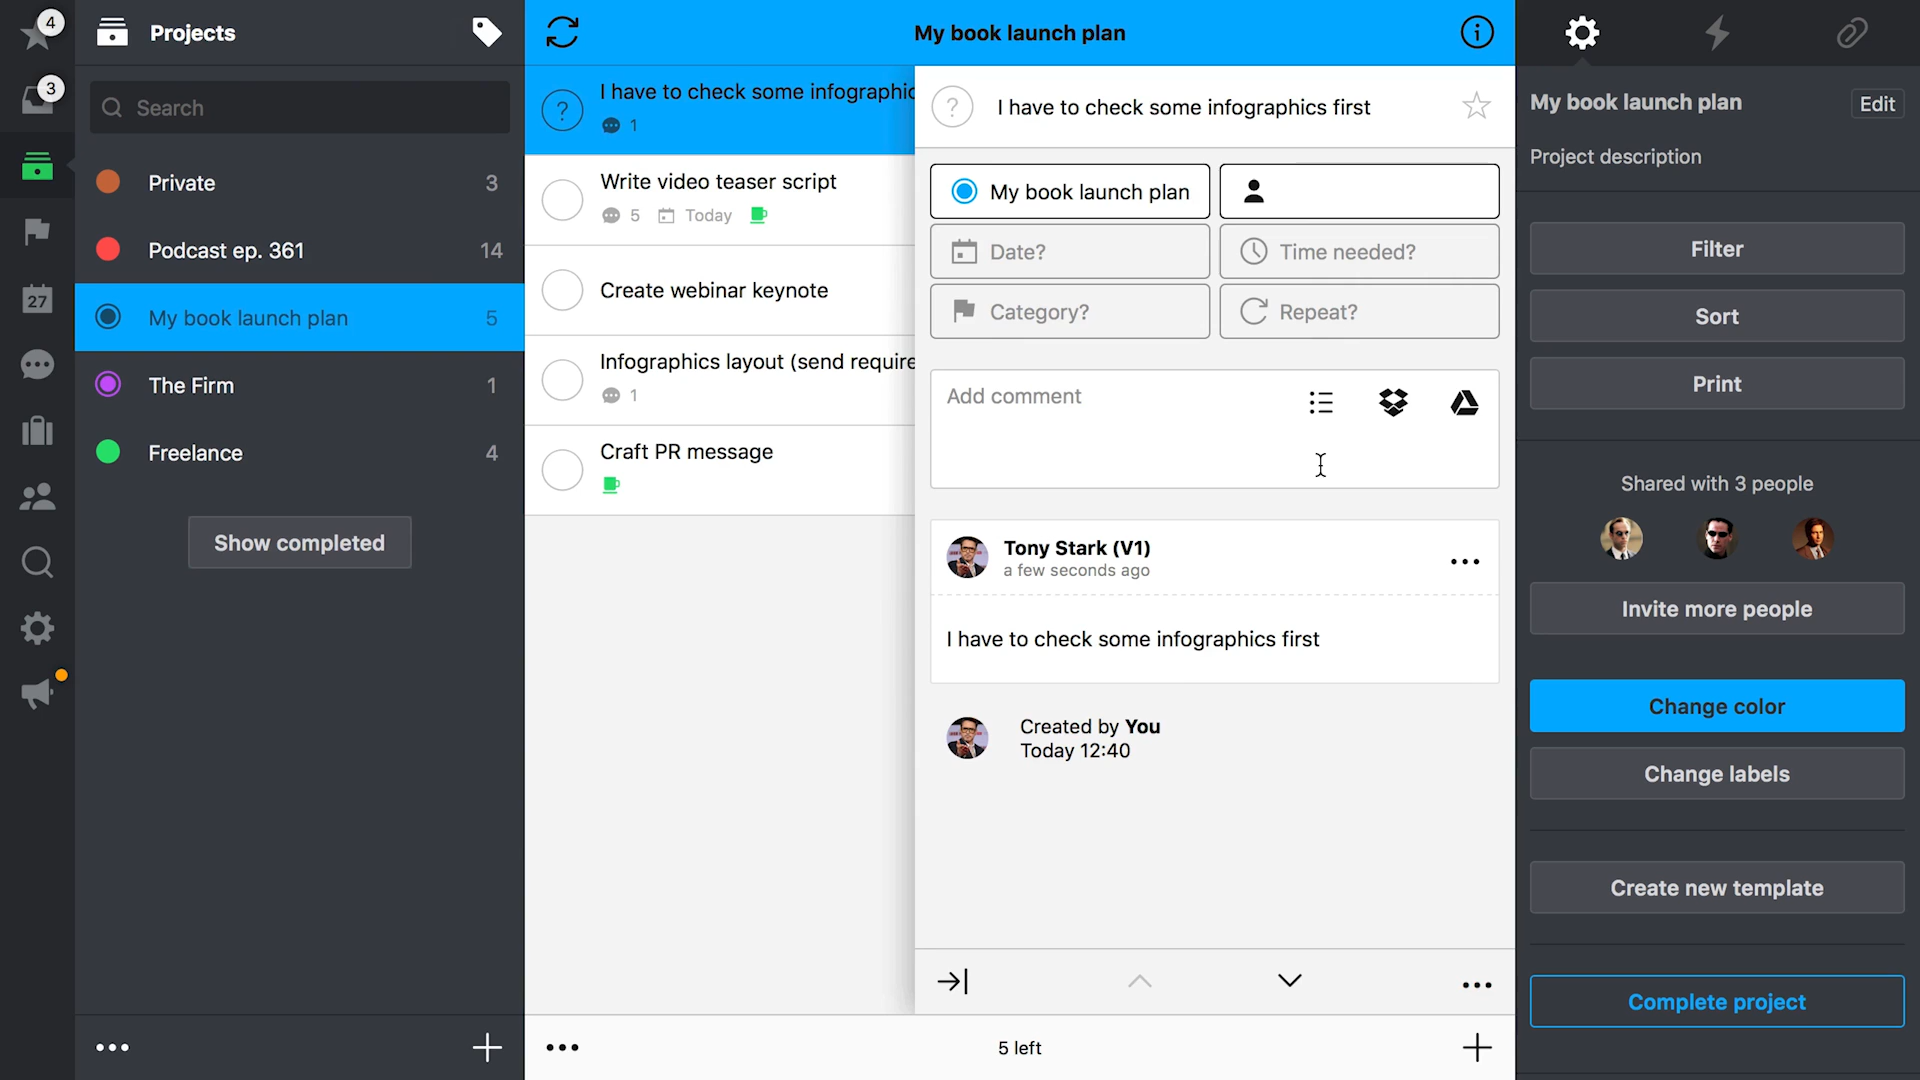 4
3
27
Projects
Search
Private 3
Podcast ep. 361 14
My book launch plan 5
The Firm 1
Freelance 4
Show completed
My book launch plan
I have to check some infographic
1
Write video teaser script
5 Today
Create webinar keynote
Infographics layout (send require
1
Craft PR message
5 left
I have to check some infographics first
My book launch plan
Date? Time needed?
Category? Repeat?
Add comment
Tony Stark (V1)
a few seconds ago
I have to check some infographics first
Created by You
Today 12:40
My book launch plan Edit
Project description
Filter
Sort
Print
Shared with 3 people
Invite more people
Change color
Change labels
Create new template
Complete project